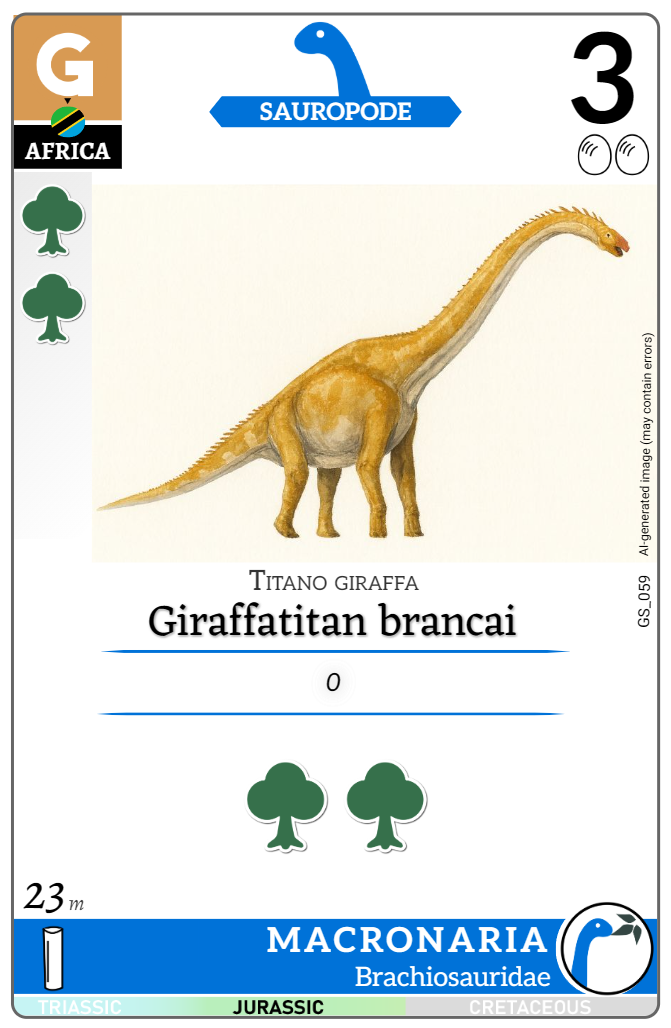 G
SAUROPODE
3
AFRICA
AI-generated image (may contain errors)
GS_059
TITANO GIRAFFA
Giraffatitan brancai
0
23 m
MACRONARIA
Brachiosauridae
TRIASSIC JURASSIC CRETACEOUS